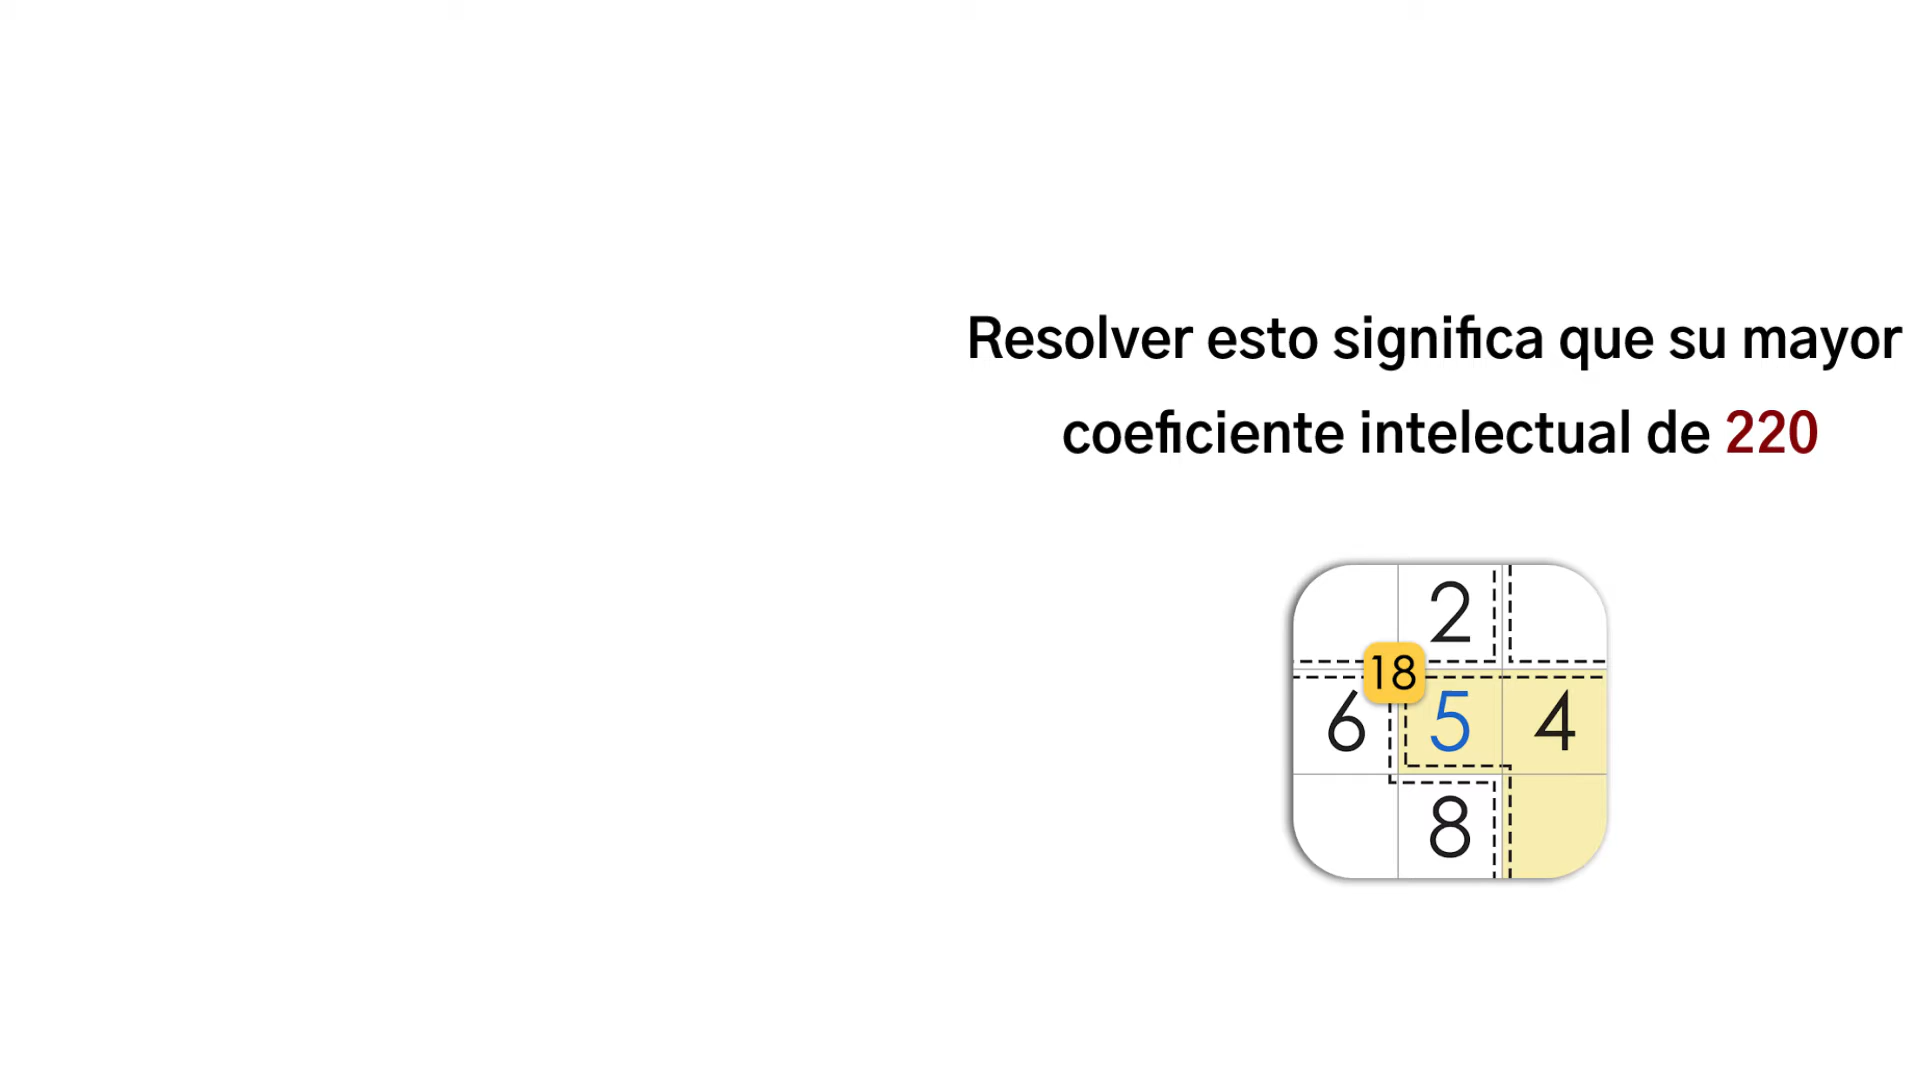 Resolver esto significa que su mayor
coeficiente intelectual de 220
2
18
6 5 4
8